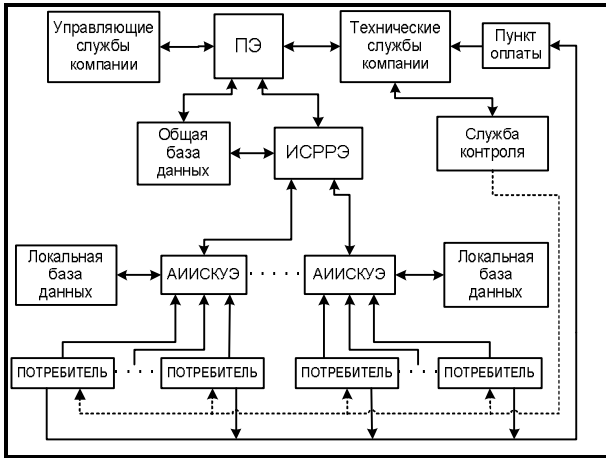 Управляющие
службы
компании
ПЭ
Технические
службы
компании
Пункт
оплаты
Общая
база
данных
ИСРРЭ
Служба
контроля
Локальная
база
данных
АИИСКУЭ
АИИСКУЭ
Локальная
база
данных
ПОТРЕБИТЕЛЬ
ПОТРЕБИТЕЛЬ
ПОТРЕБИТЕЛЬ
ПОТРЕБИТЕЛЬ